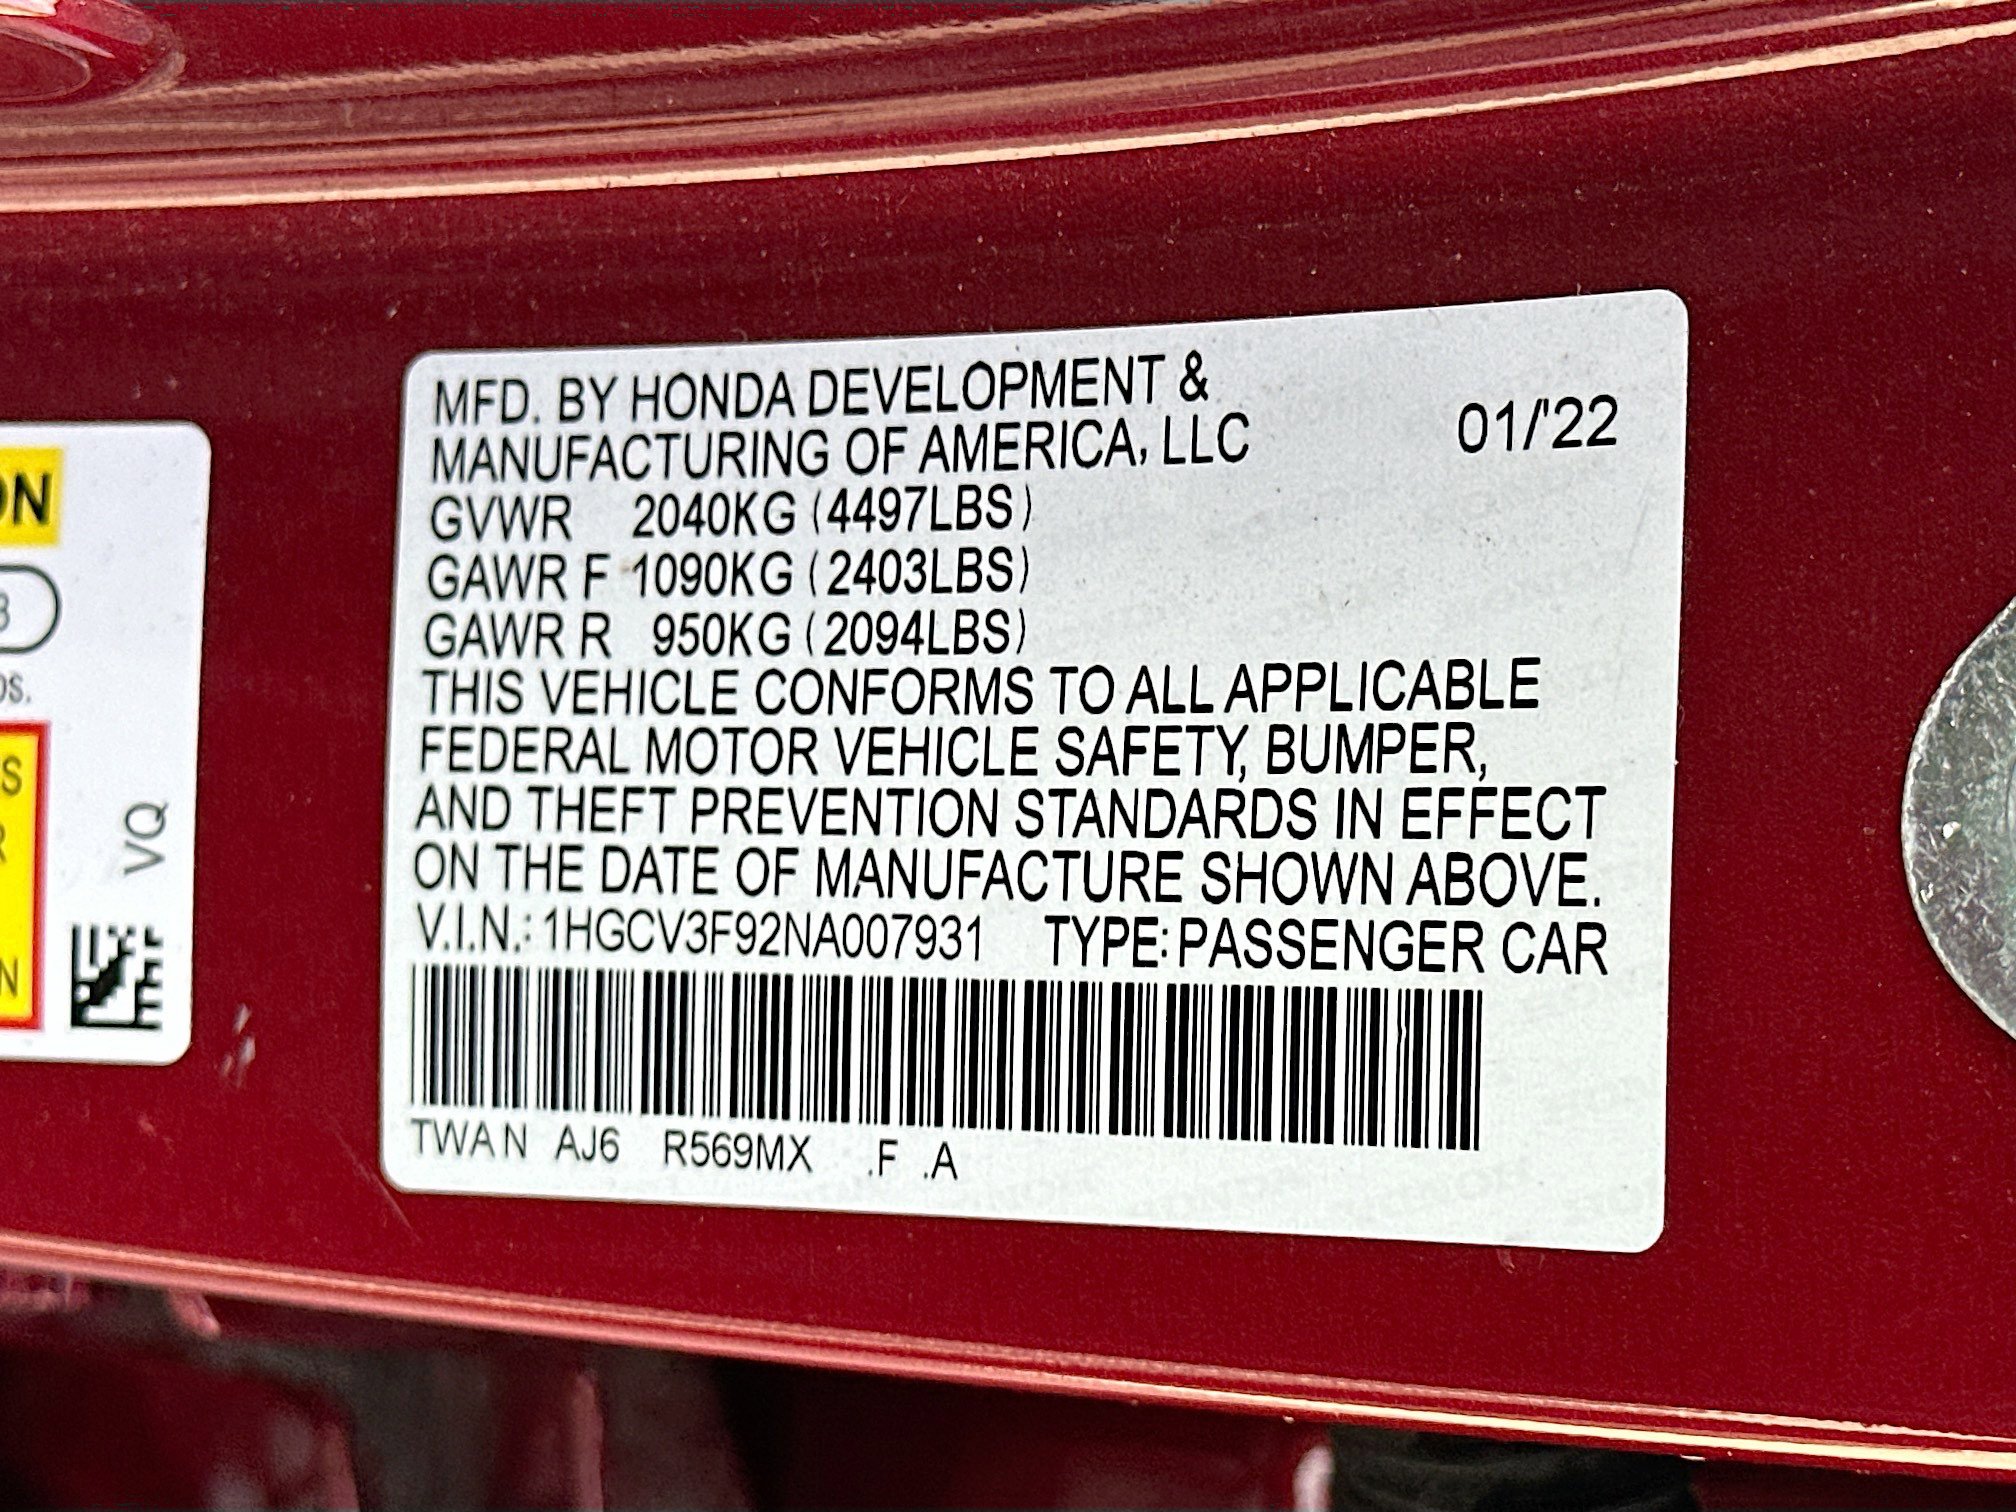 MFD. BY HONDA DEVELOPMENT &
MANUFACTURING OF AMERICA, LLC
01/'22
GVWR 2040KG (4497LBS)
GAWR F 1090KG (2403LBS)
GAWR R 950KG (2094LBS)
THIS VEHICLE CONFORMS TO ALL APPLICABLE
FEDERAL MOTOR VEHICLE SAFETY, BUMPER,
AND THEFT PREVENTION STANDARDS IN EFFECT
ON THE DATE OF MANUFACTURE SHOWN ABOVE.
V.I.N.: 1HGCV3F92NA007931 TYPE: PASSENGER CAR
TWAN AJ6 R569MX .F .A
VQ